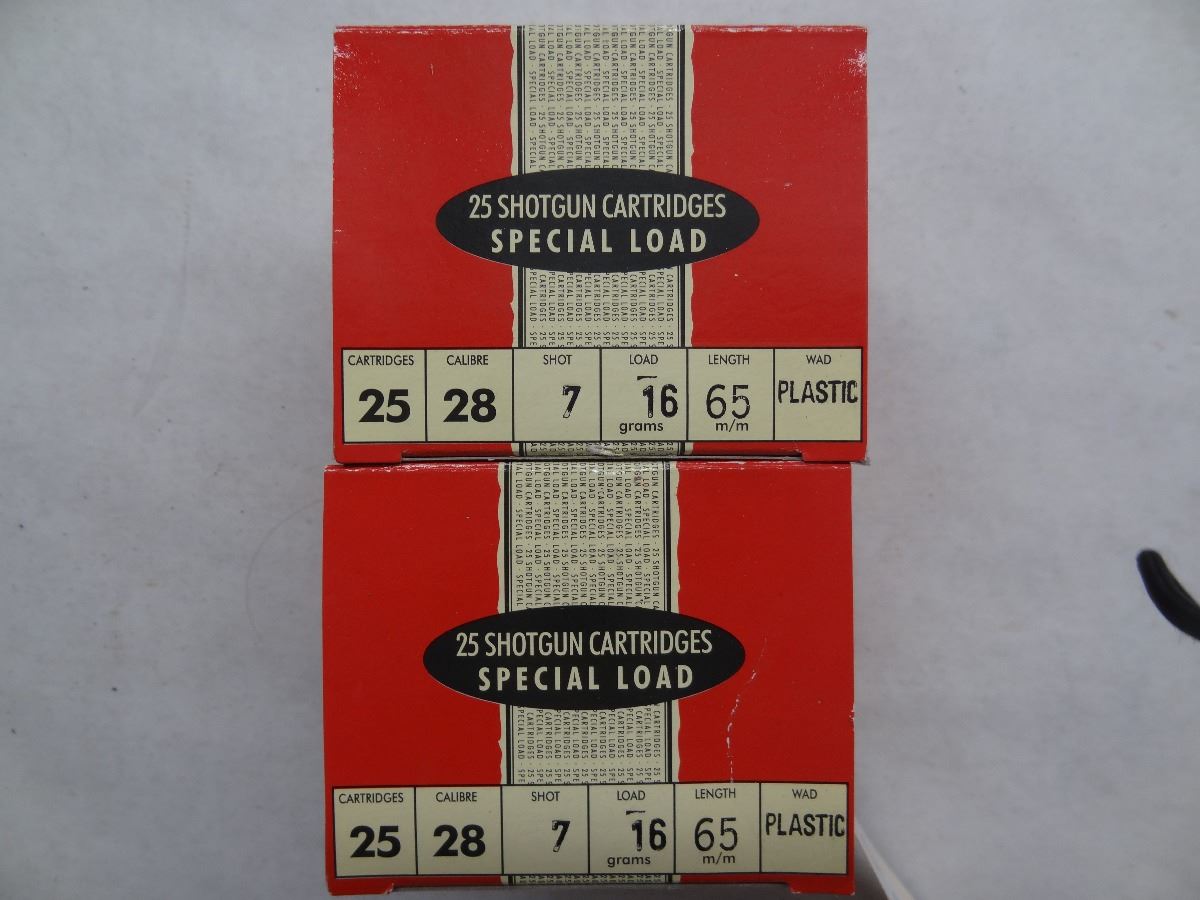 25 SHOTGUN CARTRIDGES
SPECIAL LOAD
CARTRIDGES CALIBRE SHOT LOAD LENGTH WAD
25 28 7 16 65 PLASTIC
grams m/m
25 SHOTGUN CARTRIDGES
SPECIAL LOAD
CARTRIDGES CALIBRE SHOT LOAD LENGTH WAD
25 28 7 16 65 PLASTIC
grams m/m